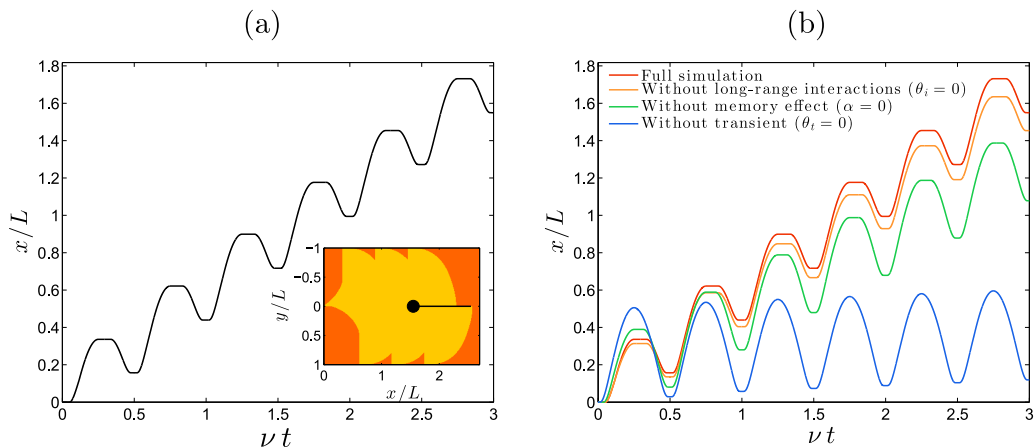 (a)
(b)
x/L
1.8
1.6
1.4
1.2
1
0.8
0.6
0.4
0.2
0
0 0.5 1 1.5 2 2.5 3
ν t
y/L
−1
−0.5
0
0.5
1
0 1 2
x/L
x/L
1.8
1.6
1.4
1.2
1
0.8
0.6
0.4
0.2
0
Full simulation
Without long-range interactions (θi = 0)
Without memory effect (α = 0)
Without transient (θt = 0)
0 0.5 1 1.5 2 2.5 3
ν t